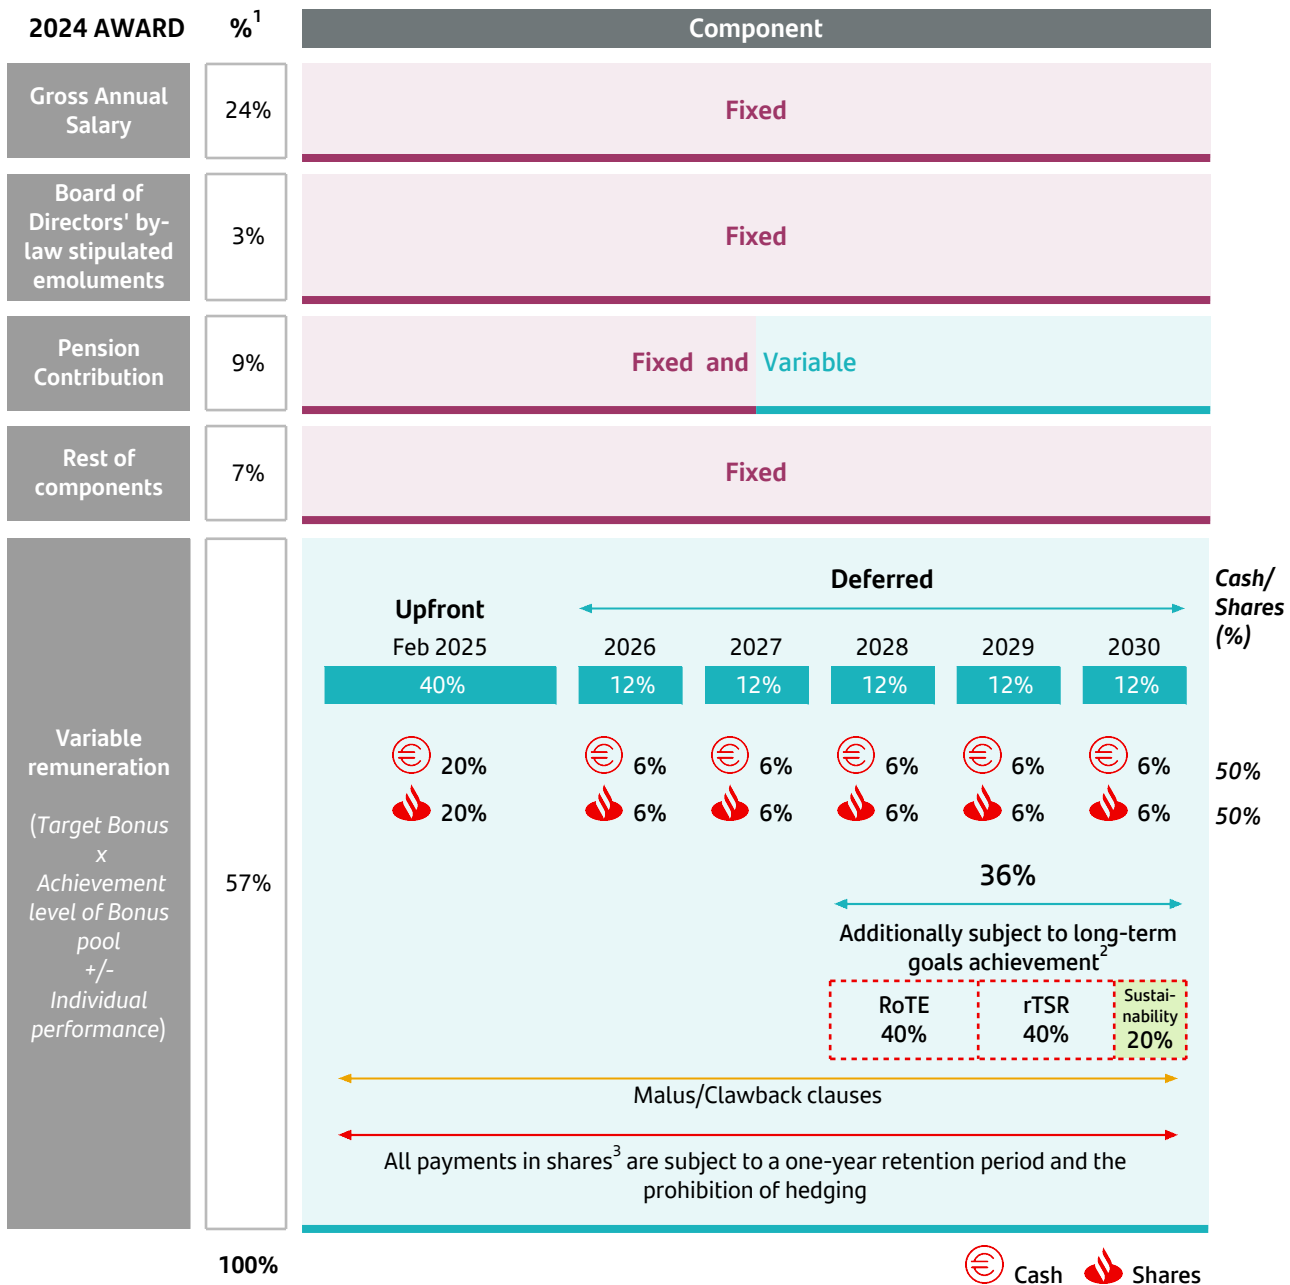 2024 AWARD %1 Component
Gross Annual
Salary
24%
Fixed
Board of
Directors' by-
law stipulated
emoluments
3%
Fixed
Pension
Contribution
9%
Fixed and Variable
Rest of
components
7%
Fixed
Variable
remuneration
(Target Bonus
x
Achievement
level of Bonus
pool
+/-
Individual
performance)
57%
Deferred
Upfront
Cash/
Shares
(%)
Feb 2025 2026 2027 2028 2029 2030
40% 12% 12% 12% 12% 12%
20% 6% 6% 6% 6% 6% 50%
20% 6% 6% 6% 6% 6% 50%
36%
Additionally subject to long-term
goals achievement2
RoTE
40%
rTSR
40%
Sustai-
nability
20%
Malus/Clawback clauses
All payments in shares3 are subject to a one-year retention period and the
prohibition of hedging
100%
Cash Shares